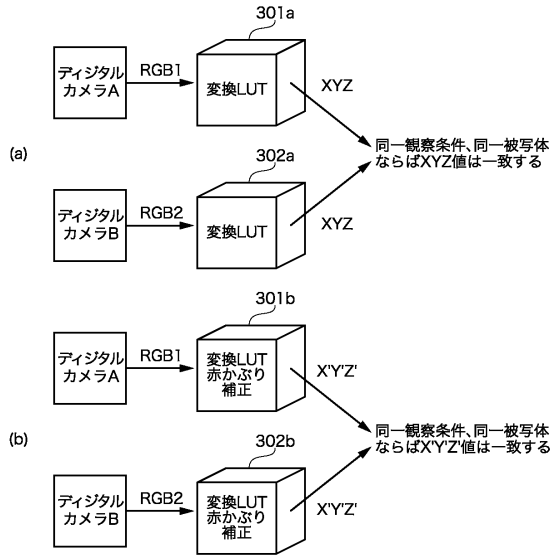 301a
ディジタル
カメラA
RGB1
変換LUT
XYZ
(a)
同一観察条件、同一被写体
ならばXYZ値は一致する
302a
ディジタル
カメラB
RGB2
変換LUT
XYZ
301b
ディジタル
カメラA
RGB1
変換LUT
赤かぶり
補正
X'Y'Z'
(b)
同一観察条件、同一被写体
ならばX'Y'Z'値は一致する
302b
ディジタル
カメラB
RGB2
変換LUT
赤かぶり
補正
X'Y'Z'